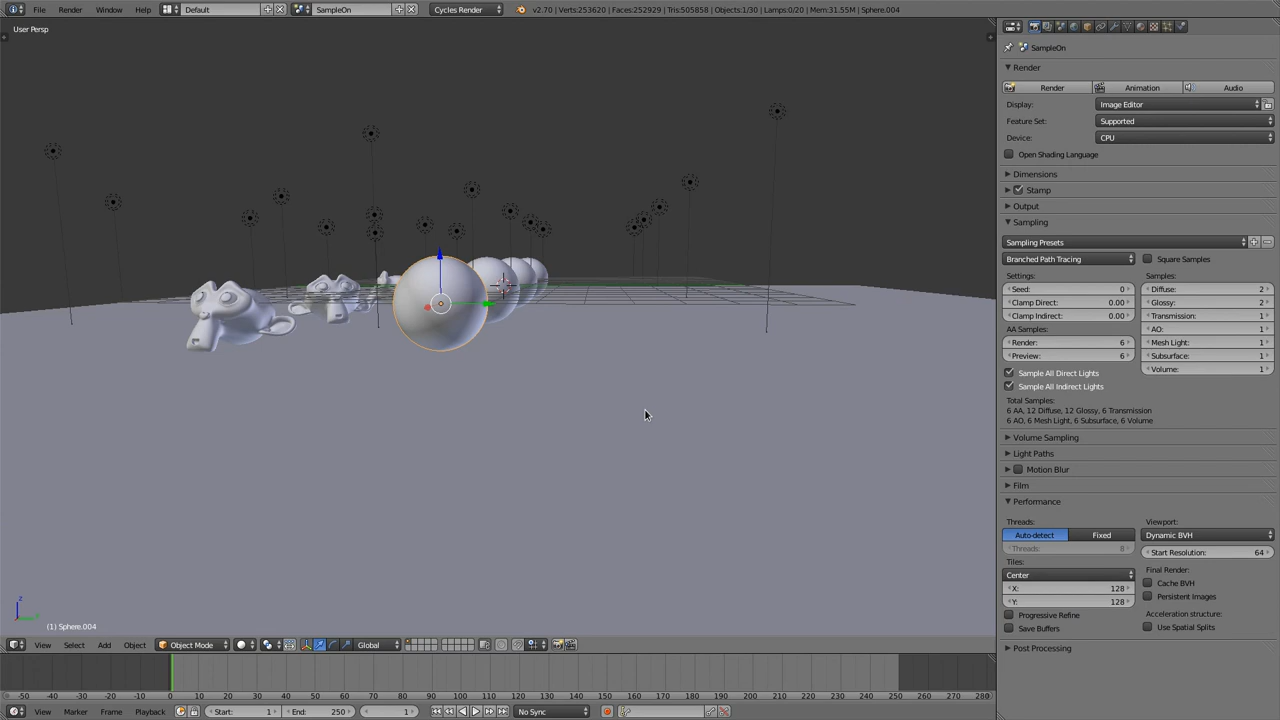 File Render Window Help Default SampleOn Cycles Render v2.70 | Verts:253620 | Faces:252929 | Tris:505858 | Objects:1/30 | Lamps:0/20 | Mem:31.55M | Sphere.004
User Persp
SampleOn
Render
Render Animation Audio
Display: Image Editor
Feature Set: Supported
Device: CPU
Open Shading Language
Dimensions
Stamp
Output
Sampling
Sampling Presets
Branched Path Tracing Square Samples
Settings: Samples:
Seed: 0 Diffuse: 2
Clamp Direct: 0.00 Glossy: 2
Clamp Indirect: 0.00 Transmission: 1
AA Samples: AO: 1
Render: 6 Mesh Light: 1
Preview: 6 Subsurface: 1
Sample All Direct Lights Volume: 1
Sample All Indirect Lights
Total Samples:
6 AA, 12 Diffuse, 12 Glossy, 6 Transmission
6 AO, 6 Mesh Light, 6 Subsurface, 6 Volume
Volume Sampling
Light Paths
Motion Blur
Film
Performance
Threads: Viewport:
Auto-detect Fixed Dynamic BVH
Threads: 8 Start Resolution: 64
Tiles: Final Render:
Center Cache BVH
X: 128 Persistent Images
Y: 128
Progressive Refine Acceleration structure:
Save Buffers Use Spatial Splits
Post Processing
z
(1) Sphere.004
View Select Add Object Object Mode Global
-50 -40 -30 -20 -10 0 10 20 30 40 50 60 70 80 90 100 110 120 130 140 150 160 170 180 190 200 210 220 230 240 250 260 270 280
View Marker Frame Playback Start: 1 End: 250 1 No Sync